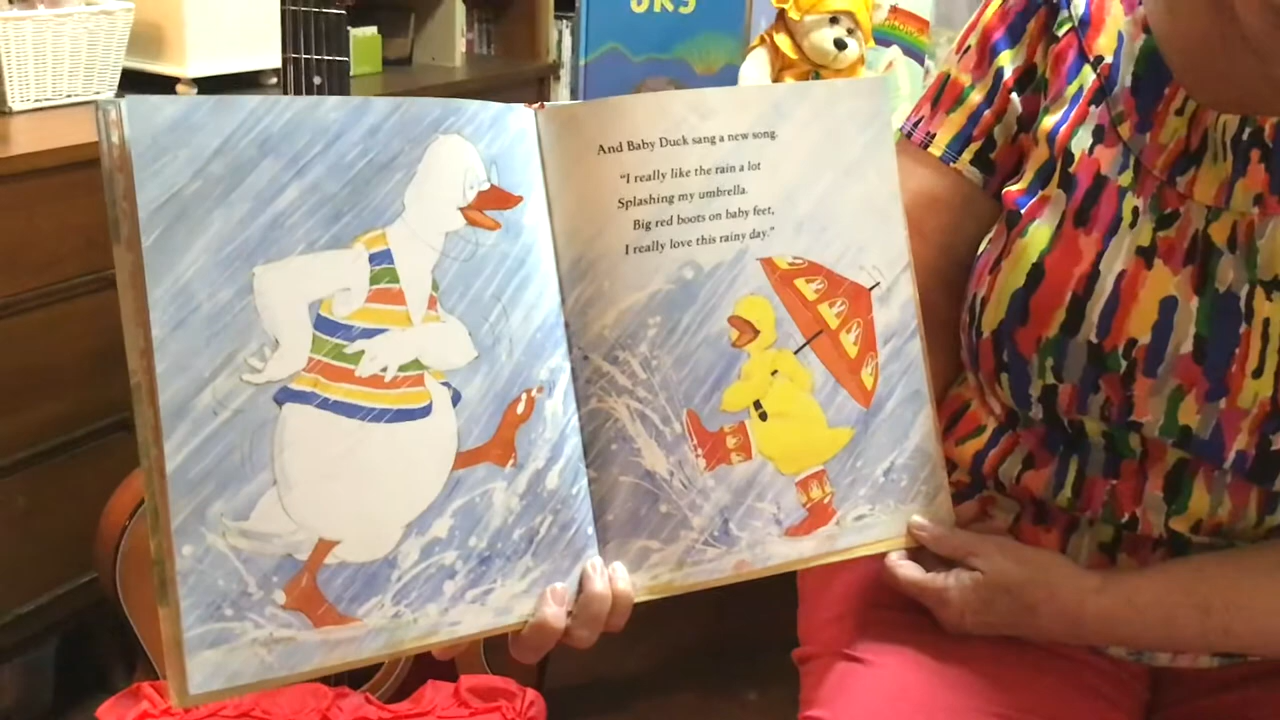 SKY
And Baby Duck sang a new song.
"I really like the rain a lot
Splashing my umbrella.
Big red boots on baby feet,
I really love this rainy day."